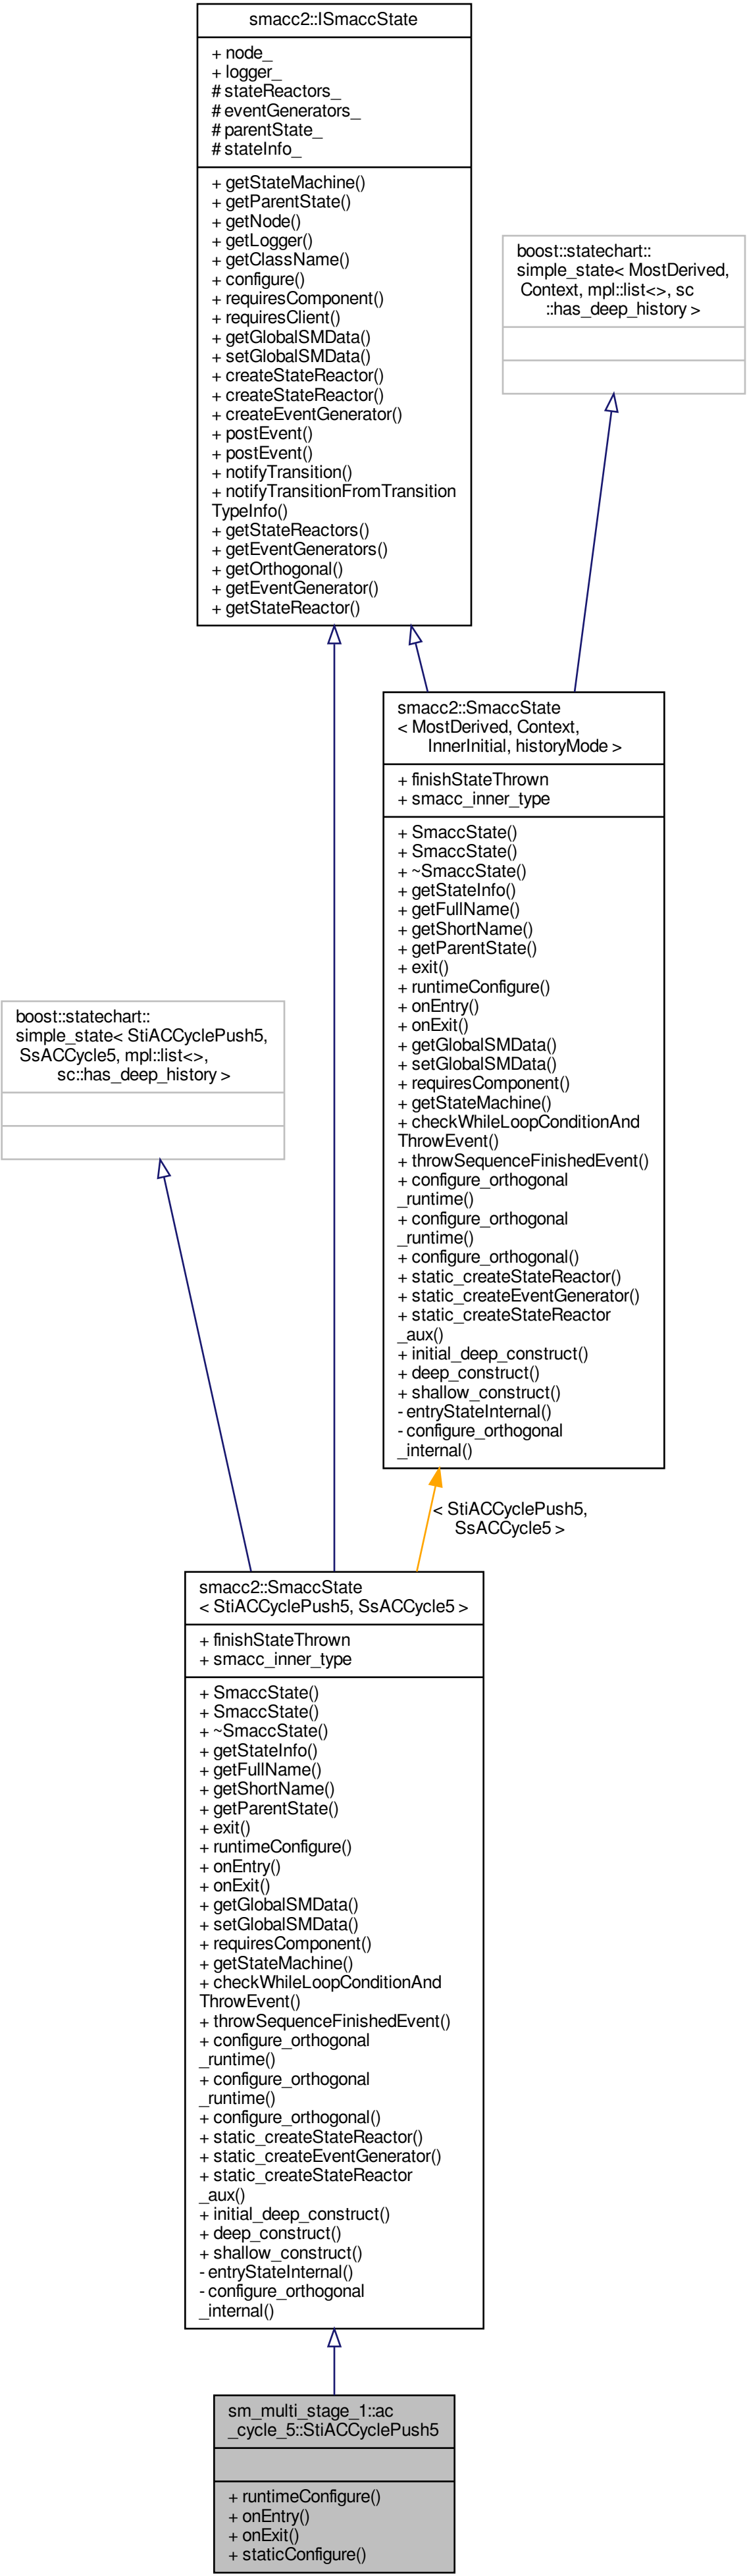 smacc2::ISmaccState
+ node_
+ logger_
# stateReactors_
# eventGenerators_
# parentState_
# stateInfo_
+ getStateMachine()
+ getParentState()
+ getNode()
+ getLogger()
+ getClassName()
+ configure()
+ requiresComponent()
+ requiresClient()
+ getGlobalSMData()
+ setGlobalSMData()
+ createStateReactor()
+ createStateReactor()
+ createEventGenerator()
+ postEvent()
+ postEvent()
+ notifyTransition()
+ notifyTransitionFromTransition
TypeInfo()
+ getStateReactors()
+ getEventGenerators()
+ getOrthogonal()
+ getEventGenerator()
+ getStateReactor()
boost::statechart::
simple_state< MostDerived,
Context, mpl::list<>, sc
::has_deep_history >
smacc2::SmaccState
< MostDerived, Context,
InnerInitial, historyMode >
+ finishStateThrown
+ smacc_inner_type
+ SmaccState()
+ SmaccState()
+ ~SmaccState()
+ getStateInfo()
+ getFullName()
+ getShortName()
+ getParentState()
+ exit()
+ runtimeConfigure()
+ onEntry()
+ onExit()
+ getGlobalSMData()
+ setGlobalSMData()
+ requiresComponent()
+ getStateMachine()
+ checkWhileLoopConditionAnd
ThrowEvent()
+ throwSequenceFinishedEvent()
+ configure_orthogonal
_runtime()
+ configure_orthogonal
_runtime()
+ configure_orthogonal()
+ static_createStateReactor()
+ static_createEventGenerator()
+ static_createStateReactor
_aux()
+ initial_deep_construct()
+ deep_construct()
+ shallow_construct()
- entryStateInternal()
- configure_orthogonal
_internal()
boost::statechart::
simple_state< StiACCyclePush5,
SsACCycle5, mpl::list<>,
sc::has_deep_history >
< StiACCyclePush5,
SsACCycle5 >
smacc2::SmaccState
< StiACCyclePush5, SsACCycle5 >
+ finishStateThrown
+ smacc_inner_type
+ SmaccState()
+ SmaccState()
+ ~SmaccState()
+ getStateInfo()
+ getFullName()
+ getShortName()
+ getParentState()
+ exit()
+ runtimeConfigure()
+ onEntry()
+ onExit()
+ getGlobalSMData()
+ setGlobalSMData()
+ requiresComponent()
+ getStateMachine()
+ checkWhileLoopConditionAnd
ThrowEvent()
+ throwSequenceFinishedEvent()
+ configure_orthogonal
_runtime()
+ configure_orthogonal
_runtime()
+ configure_orthogonal()
+ static_createStateReactor()
+ static_createEventGenerator()
+ static_createStateReactor
_aux()
+ initial_deep_construct()
+ deep_construct()
+ shallow_construct()
- entryStateInternal()
- configure_orthogonal
_internal()
sm_multi_stage_1::ac
_cycle_5::StiACCyclePush5
+ runtimeConfigure()
+ onEntry()
+ onExit()
+ staticConfigure()